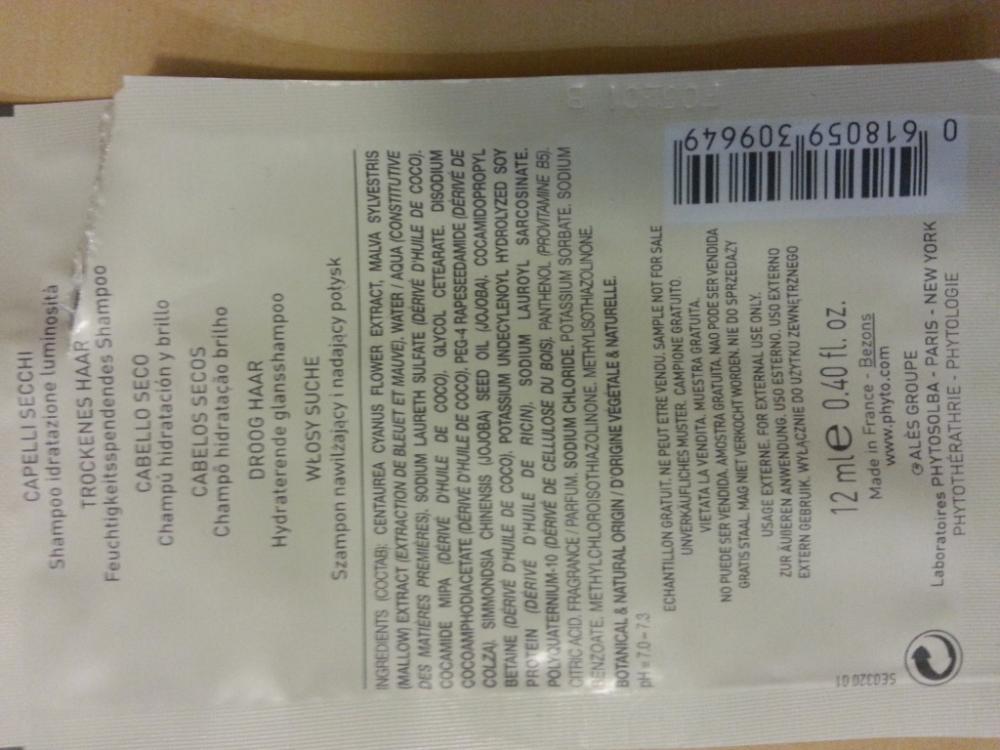 CAPELLI SECCHI
Shampoo idratazione luminosità
TROCKENES HAAR
Feuchtigkeitsspendendes Shampoo
CABELLO SECO
Champú hidratación y brillo
CABELOS SECOS
Champô hidratação brilho
DROOG HAAR
Hydraterende glansshampoo
WŁOSY SUCHE
Szampon nawilżający i nadający połysk
INGREDIENTS (COCTAB): CENTAUREA CYANUS FLOWER EXTRACT, MALVA SYLVESTRIS
(MALLOW) EXTRACT (EXTRACTION DE BLEUET ET MAUVE), WATER / AQUA (CONSTITUTIVE
DES MATIÈRES PREMIÈRES), SODIUM LAURETH SULFATE (DÉRIVÉ D'HUILE DE COCO),
COCAMIDE MIPA (DÉRIVÉ D'HUILE DE COCO), GLYCOL CETEARATE, DISODIUM
COCOAMPHODIACETATE (DÉRIVÉ D'HUILE DE COCO), PEG-4 RAPESEEDAMIDE (DÉRIVÉ DE
COLZA), SIMMONDSIA CHINENSIS (JOJOBA) SEED OIL (JOJOBA), COCAMIDOPROPYL
BETAINE (DÉRIVÉ D'HUILE DE COCO), POTASSIUM UNDECYLENOYL HYDROLYZED SOY
PROTEIN (DÉRIVÉ D'HUILE DE RICIN), SODIUM LAUROYL SARCOSINATE,
POLYQUATERNIUM-10 (DÉRIVÉ DE CELLULOSE DU BOIS), PANTHENOL (PROVITAMINE B5),
CITRIC ACID, FRAGRANCE / PARFUM, SODIUM CHLORIDE, POTASSIUM SORBATE, SODIUM
BENZOATE, METHYLCHLOROISOTHIAZOLINONE, METHYLISOTHIAZOLINONE.
BOTANICAL & NATURAL ORIGIN / D'ORIGINE VÉGÉTALE & NATURELLE.
pH = 7.0 – 7.3
ECHANTILLON GRATUIT. NE PEUT ETRE VENDU. SAMPLE NOT FOR SALE
UNVERKÄUFLICHES MUSTER. CAMPIONE GRATUITO.
VIETATA LA VENDITA. MUESTRA GRATUITA.
NO PUEDE SER VENDIDA. AMOSTRA GRATUITA. NAO PODE SER VENDIDA
GRATIS STAAL. MAG NIET VERKOCHT WORDEN. NIE DO SPRZEDAŻY
USAGE EXTERNE. FOR EXTERNAL USE ONLY.
ZUR ÄUßEREN ANWENDUNG. USO ESTERNO. USO EXTERNO
EXTERN GEBRUIK. WYŁĄCZNIE DO UŻYTKU ZEWNĘTRZNEGO
12 ml e 0.40 fl. oz.
Made in France - Bezons
www.phyto.com
ALÈS GROUPE
Laboratoires PHYTOSOLBA - PARIS - NEW YORK
PHYTOTHÉRATHRIE - PHYTOLOGIE
0 618059 309649
5E0320 01